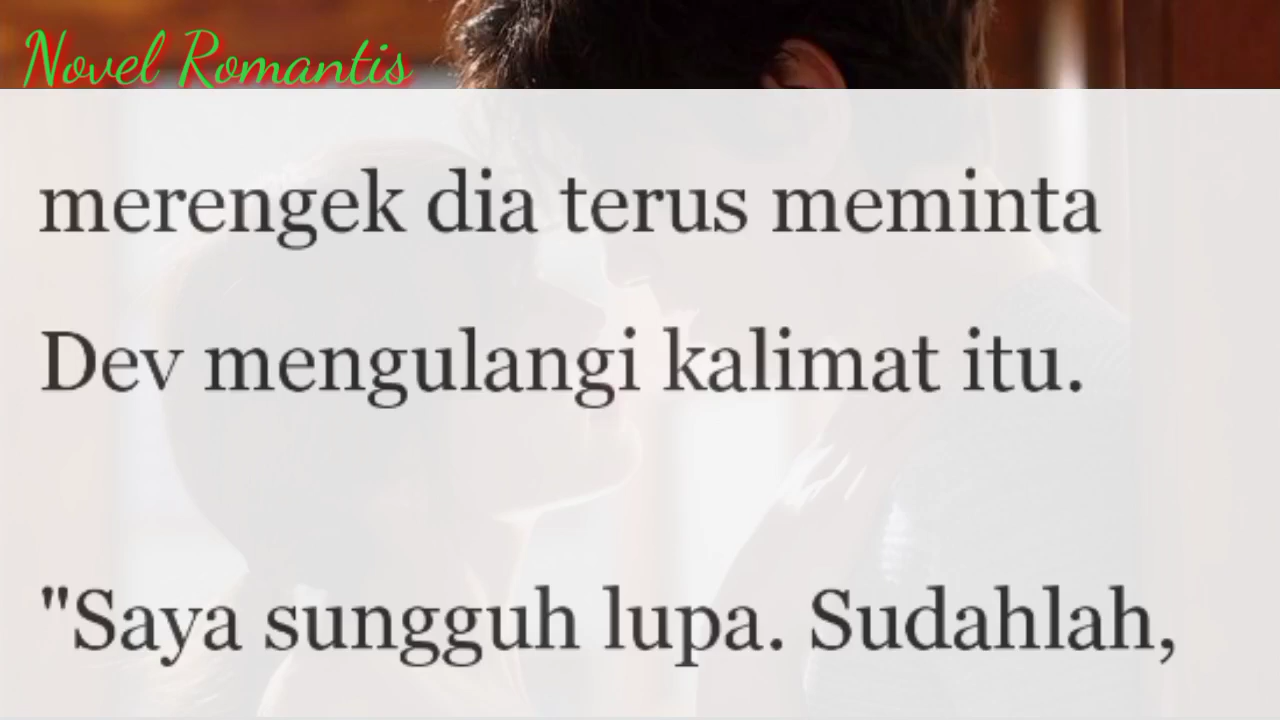 Novel Romantis
merengek dia terus meminta
Dev mengulangi kalimat itu.
"Saya sungguh lupa. Sudahlah,